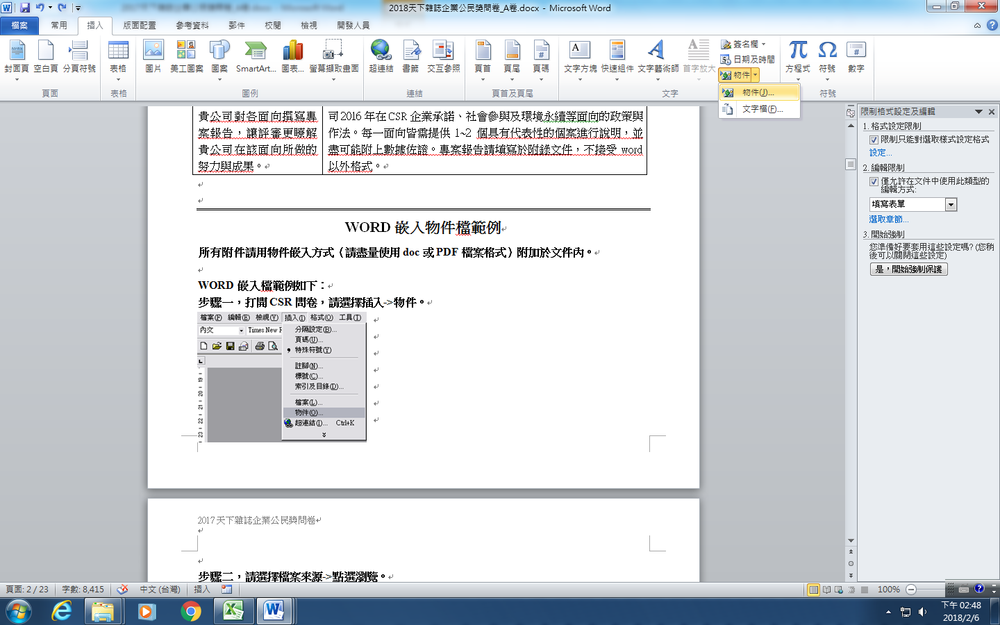 2018天下雜誌企業公民獎問卷_A卷.docx - Microsoft Word
檔案 常用 插入 版面配置 參考資料 郵件 校閱 檢視 開發人員
封面頁 空白頁 分頁符號 表格 圖片 美工圖案 圖案 SmartArt... 圖表... 螢幕擷取畫面 超連結 書籤 交互參照 頁首 頁尾 頁碼 文字方塊 快速組件 文字藝術師 首字放大 簽名欄 日期及時間 物件 方程式 符號 數字
頁面 表格 圖例 連結 頁首及頁尾 文字 符號
物件(J)...
文字檔(F)...
貴公司對各面向撰寫專
案報告，讓評審更瞭解
貴公司在該面向所做的
努力與成果。
司 2016 年在 CSR 企業承諾、社會參與及環境永續等面向的政策與
作法。每一面向皆需提供 1~2 個具有代表性的個案進行說明，並
盡可能附上數據佐證。專案報告請填寫於附錄文件，不接受 word
以外格式。
WORD 嵌入物件檔範例
所有附件請用物件嵌入方式（請盡量使用 doc 或 PDF 檔案格式）附加於文件內。
WORD 嵌入檔範例如下：
步驟一，打開 CSR 問卷，請選擇插入->物件。
檔案(F) 編輯(E) 檢視(V) 插入(I) 格式(O) 工具(T)
內文 Times New R
分隔設定(B)...
頁碼(U)...
特殊符號(Y)
註腳(N)...
標號(C)...
索引及目錄(D)...
檔案(L)...
物件(O)...
超連結(I)... Ctrl+K
19
20
21
22
23
2017 天下雜誌企業公民獎問卷
步驟二，請選擇檔案來源->點選瀏覽。
限制格式設定及編輯
1. 格式設定限制
限制只能對選取樣式設定格式
設定...
2. 編輯限制
僅允許在文件中使用此類型的
編輯方式:
填寫表單
選取章節...
3. 開始強制
您準備好要套用這些設定嗎? (您稍
後可以關閉這些設定)
是，開始強制保護
頁面: 2 / 23 字數: 8,415 中文 (台灣) 插入 100%
下午 02:48
2018/2/6